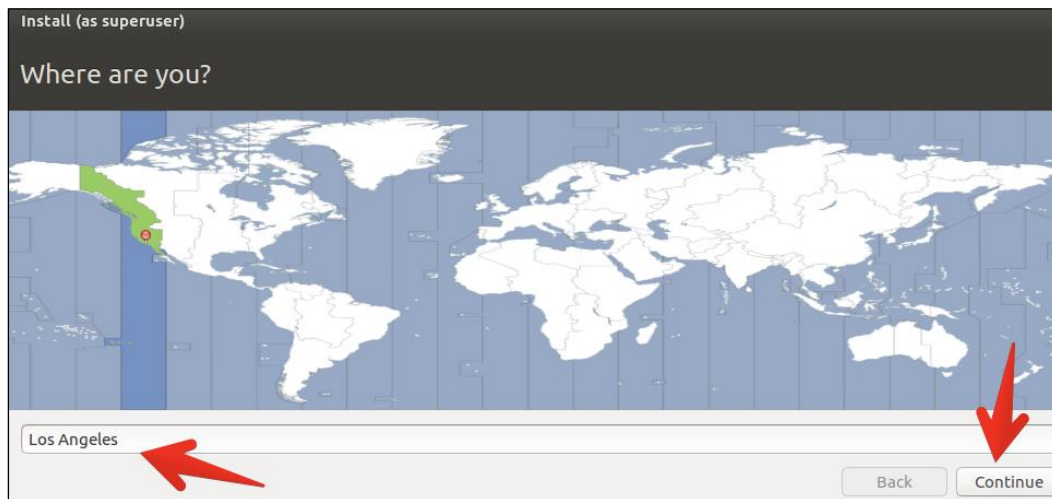 Install (as superuser)
Where are you?
Los Angeles
Back
Continue